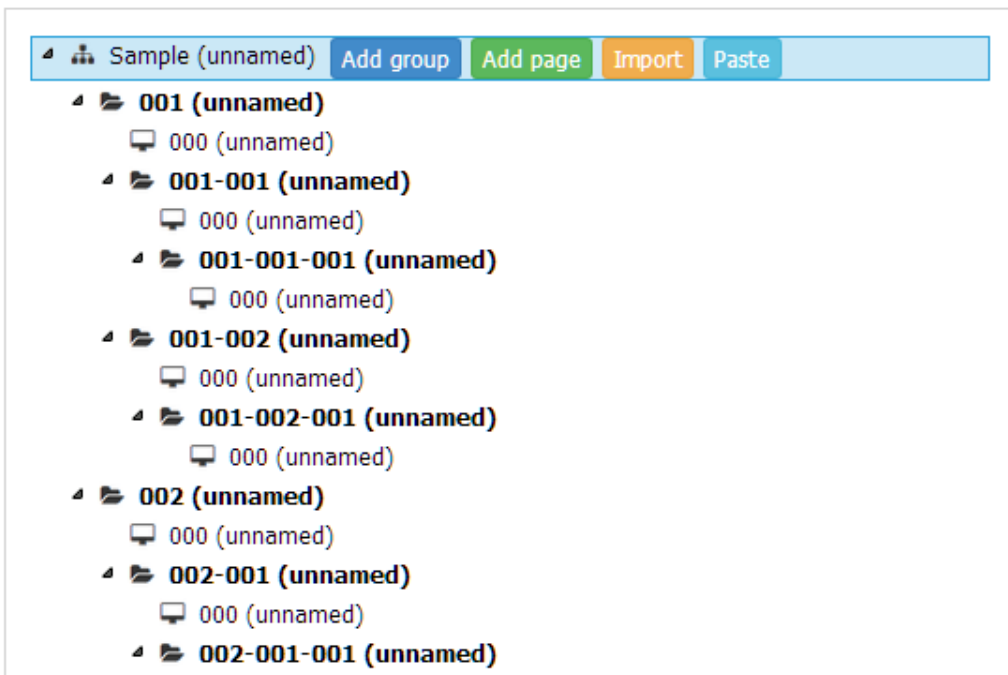 Sample (unnamed) Add group Add page Import Paste
001 (unnamed)
000 (unnamed)
001-001 (unnamed)
000 (unnamed)
001-001-001 (unnamed)
000 (unnamed)
001-002 (unnamed)
000 (unnamed)
001-002-001 (unnamed)
000 (unnamed)
002 (unnamed)
000 (unnamed)
002-001 (unnamed)
000 (unnamed)
002-001-001 (unnamed)